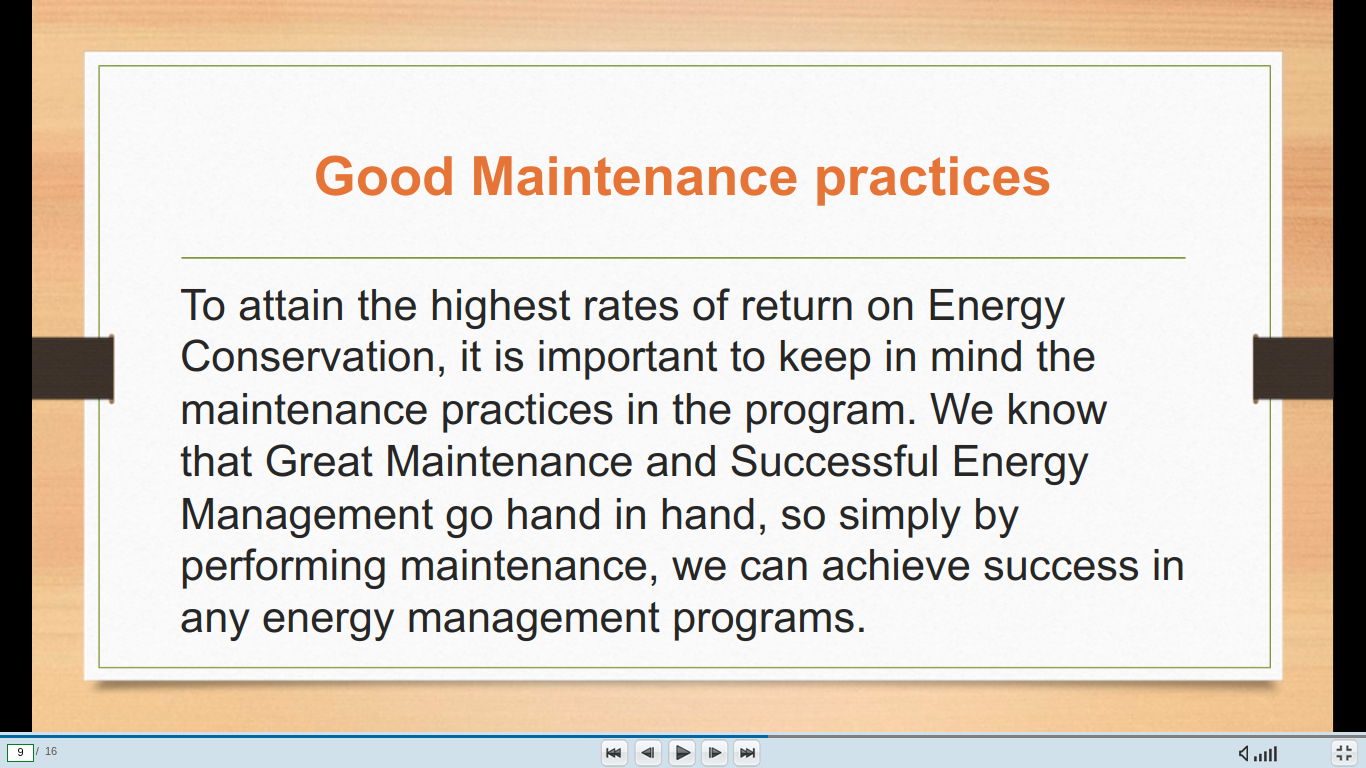 Good Maintenance practices
To attain the highest rates of return on Energy
Conservation, it is important to keep in mind the
maintenance practices in the program. We know
that Great Maintenance and Successful Energy
Management go hand in hand, so simply by
performing maintenance, we can achieve success in
any energy management programs.
9 / 16